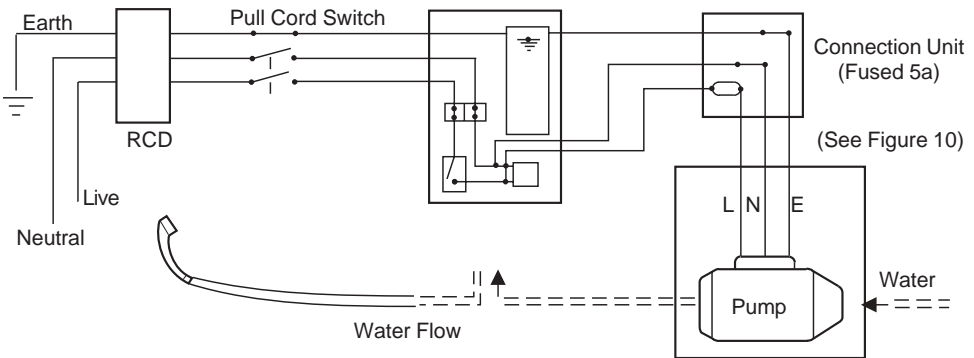 Earth
Pull Cord Switch
Connection Unit
(Fused 5a)
RCD
(See Figure 10)
Live
L N E
Neutral
Water
Pump
Water Flow